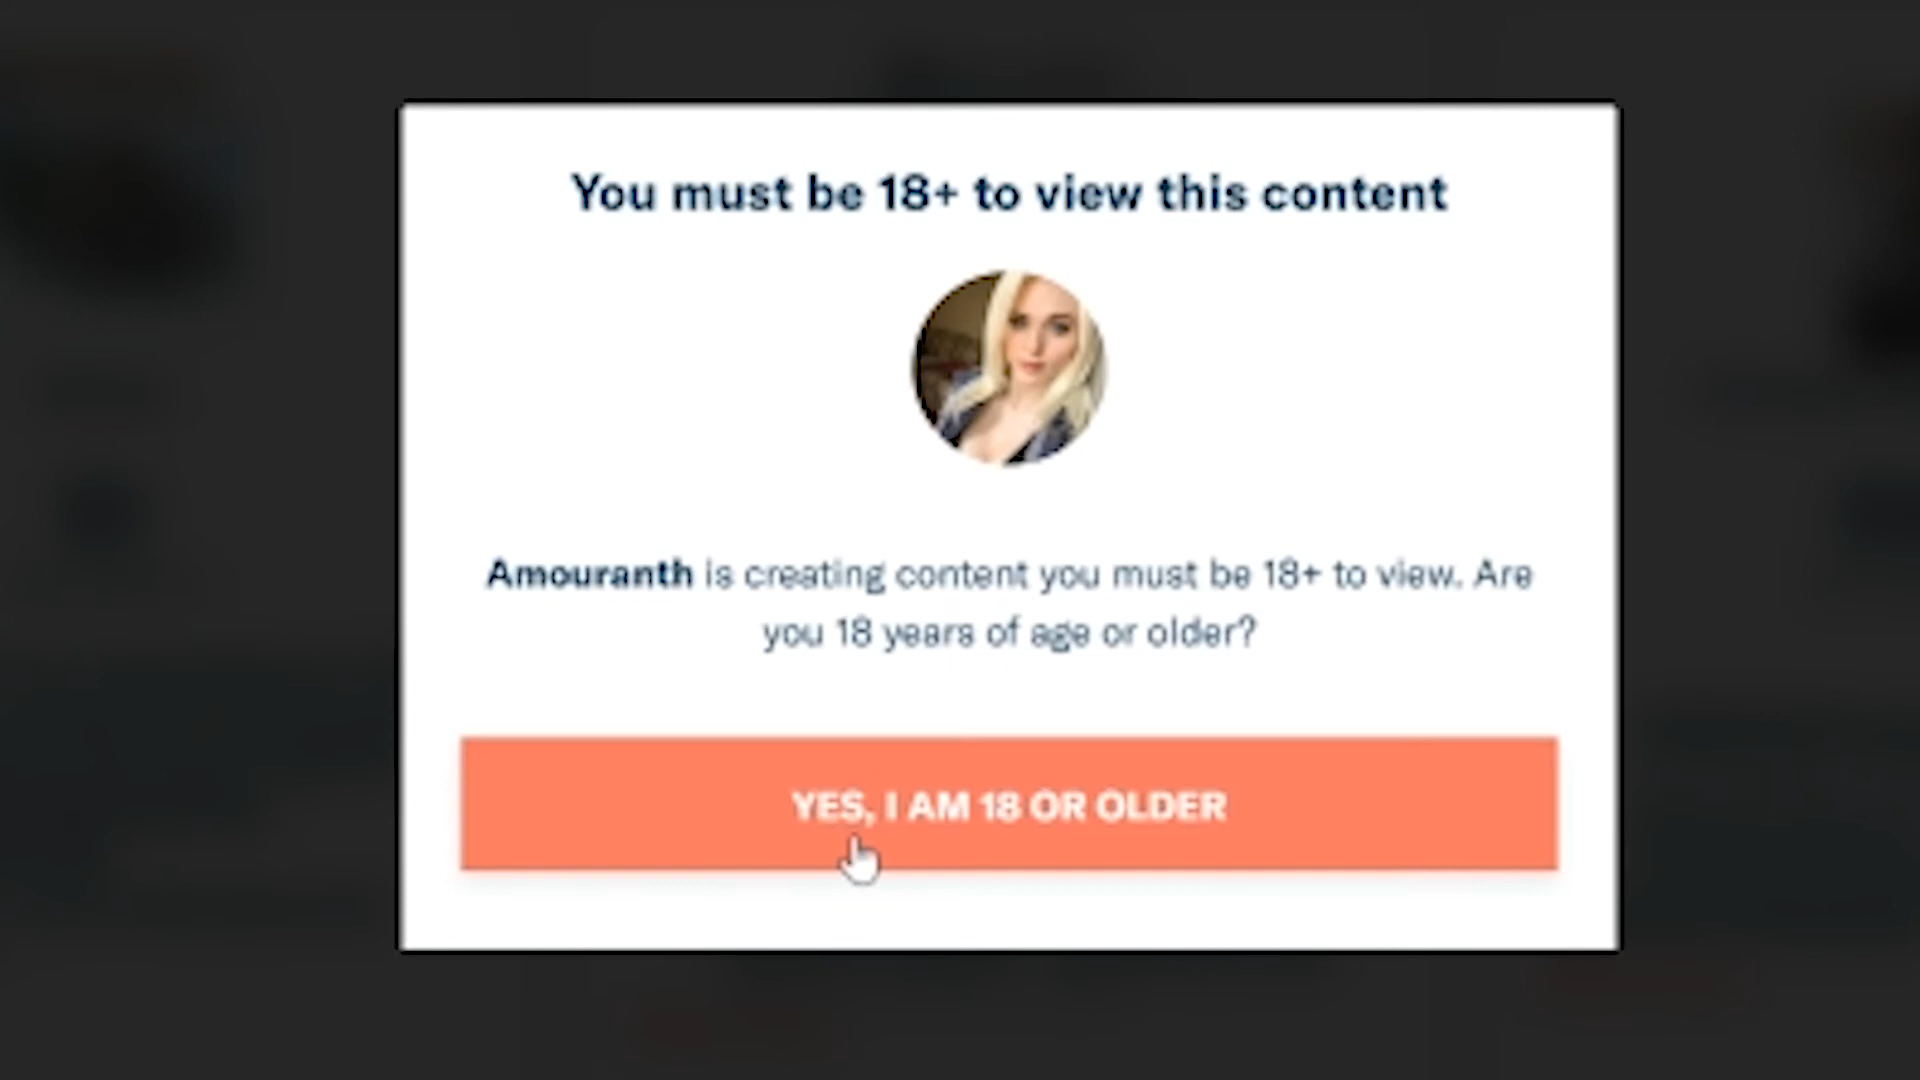 You must be 18+ to view this content
Amouranth is creating content you must be 18+ to view. Are
you 18 years of age or older?
YES, I AM 18 OR OLDER